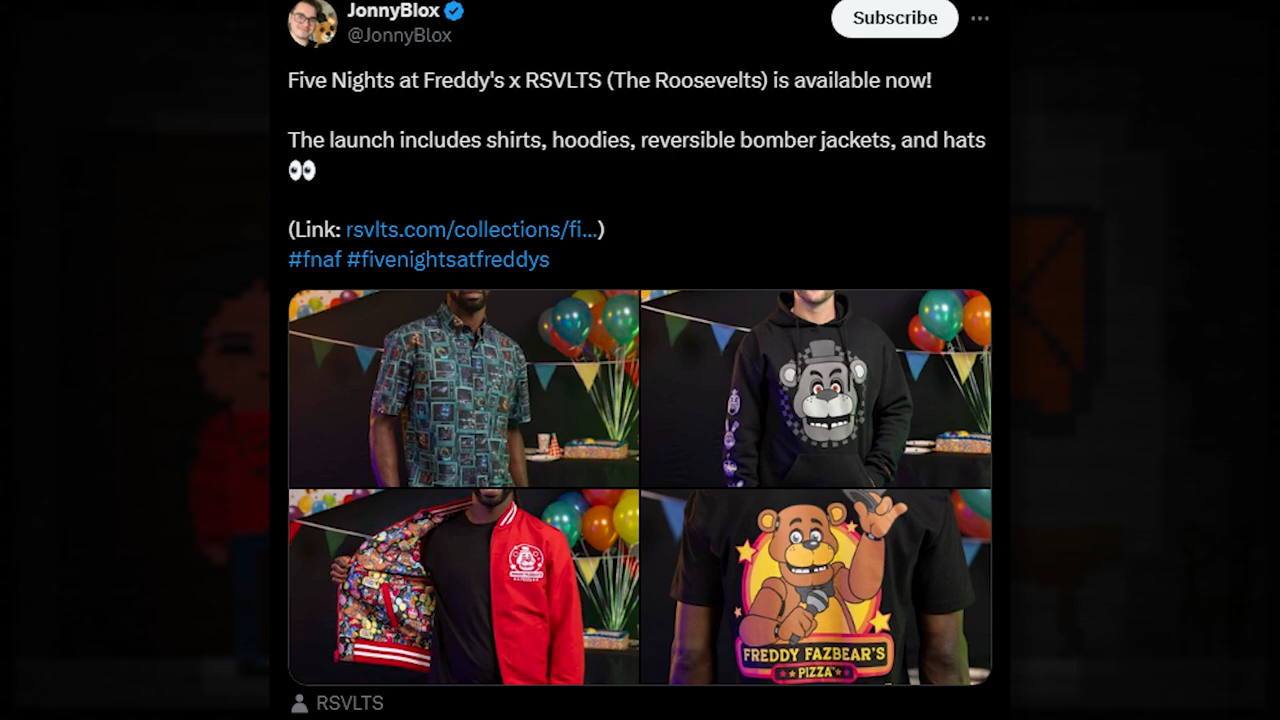 JonnyBlox
@JonnyBlox
Subscribe
Five Nights at Freddy's x RSVLTS (The Roosevelts) is available now!
The launch includes shirts, hoodies, reversible bomber jackets, and hats
👀
(Link: rsvlts.com/collections/fi...)
#fnaf #fivenightsatfreddys
FREDDY FAZBEAR'S
PIZZA
RSVLTS